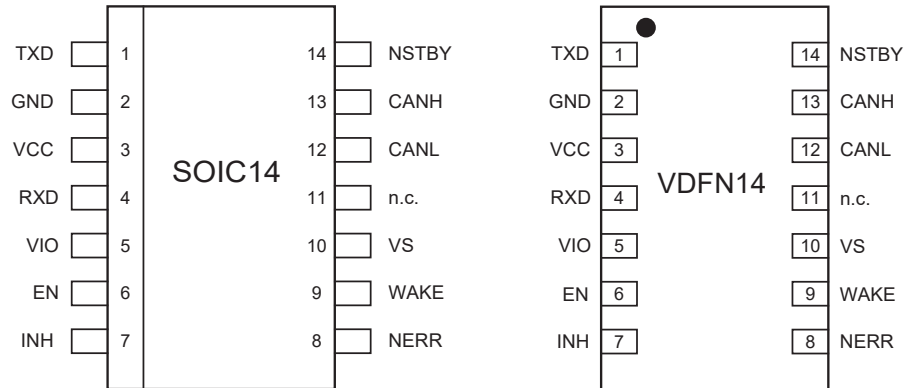 TXD 1 14 NSTBY
GND 2 13 CANH
VCC 3 12 CANL
RXD 4 11 n.c.
VIO 5 10 VS
EN 6 9 WAKE
INH 7 8 NERR
SOIC14
TXD 1 14 NSTBY
GND 2 13 CANH
VCC 3 12 CANL
RXD 4 11 n.c.
VIO 5 10 VS
EN 6 9 WAKE
INH 7 8 NERR
VDFN14